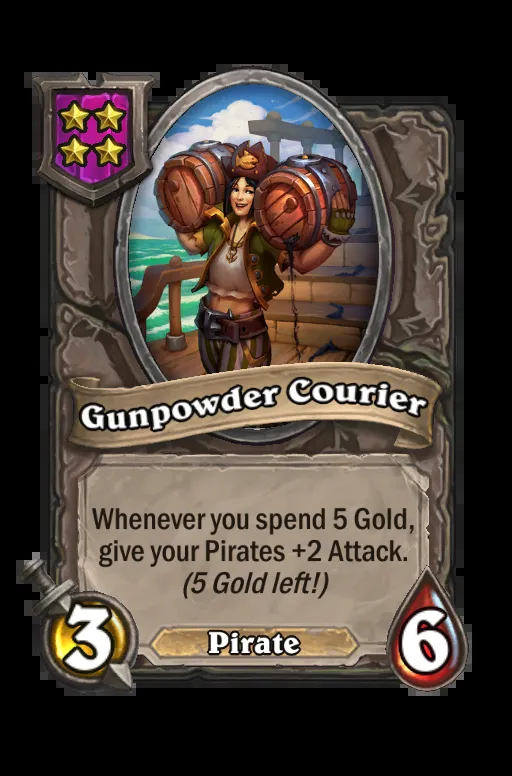 Gunpowder Courier
Whenever you spend 5 Gold,
give your Pirates +2 Attack.
(5 Gold left!)
3
Pirate
6